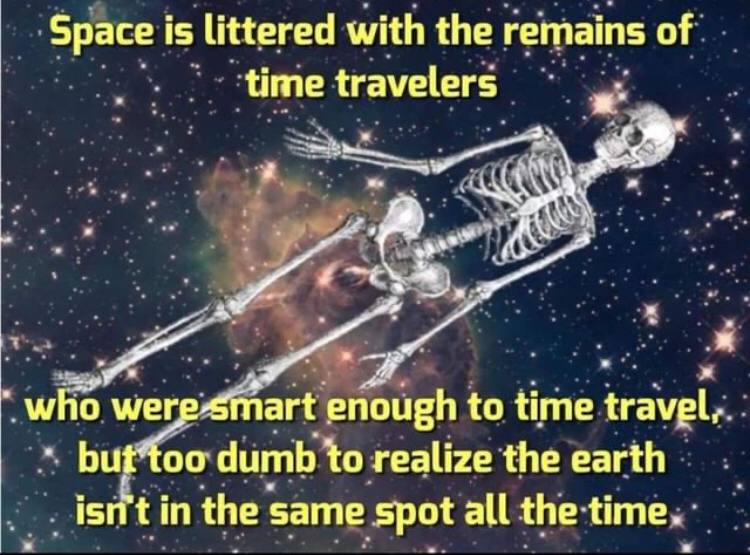 Space is littered with the remains of
time travelers
who were smart enough to time travel,
but too dumb to realize the earth
isn't in the same spot all the time